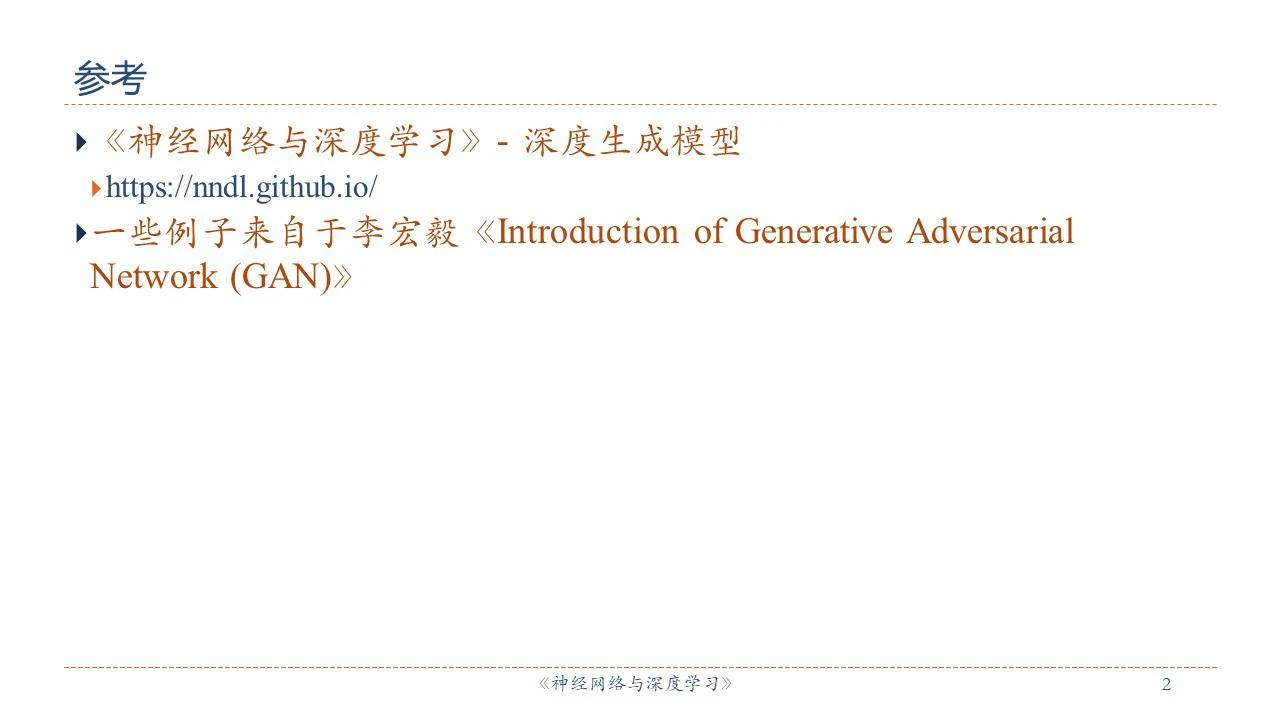 参考
《神经网络与深度学习》- 深度生成模型
https://nndl.github.io/
一些例子来自于李宏毅《Introduction of Generative Adversarial
Network (GAN)》
《神经网络与深度学习》
2